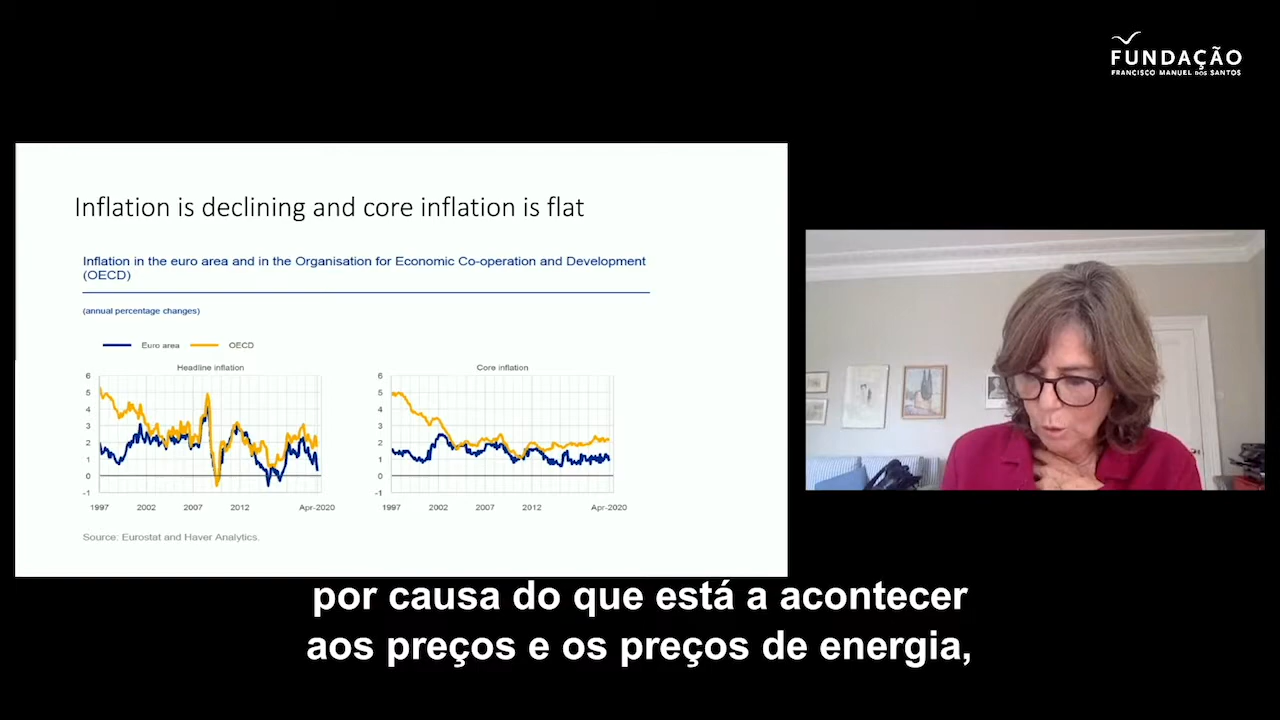 FUNDAÇÃO
FRANCISCO MANUEL DOS SANTOS
Inflation is declining and core inflation is flat
Inflation in the euro area and in the Organisation for Economic Co-operation and Development
(OECD)
(annual percentage changes)
Euro area OECD
Headline inflation
6
5
4
3
2
1
0
-1
1997 2002 2007 2012 Apr-2020
Core inflation
6
5
4
3
2
1
0
-1
1997 2002 2007 2012 Apr-2020
Source: Eurostat and Haver Analytics.
por causa do que está a acontecer
aos preços e os preços de energia,